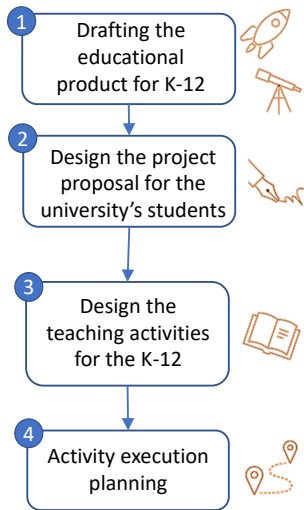 1
Drafting the
educational
product for K-12
2
Design the project
proposal for the
university's students
3
Design the
teaching activities
for the K-12
4
Activity execution
planning